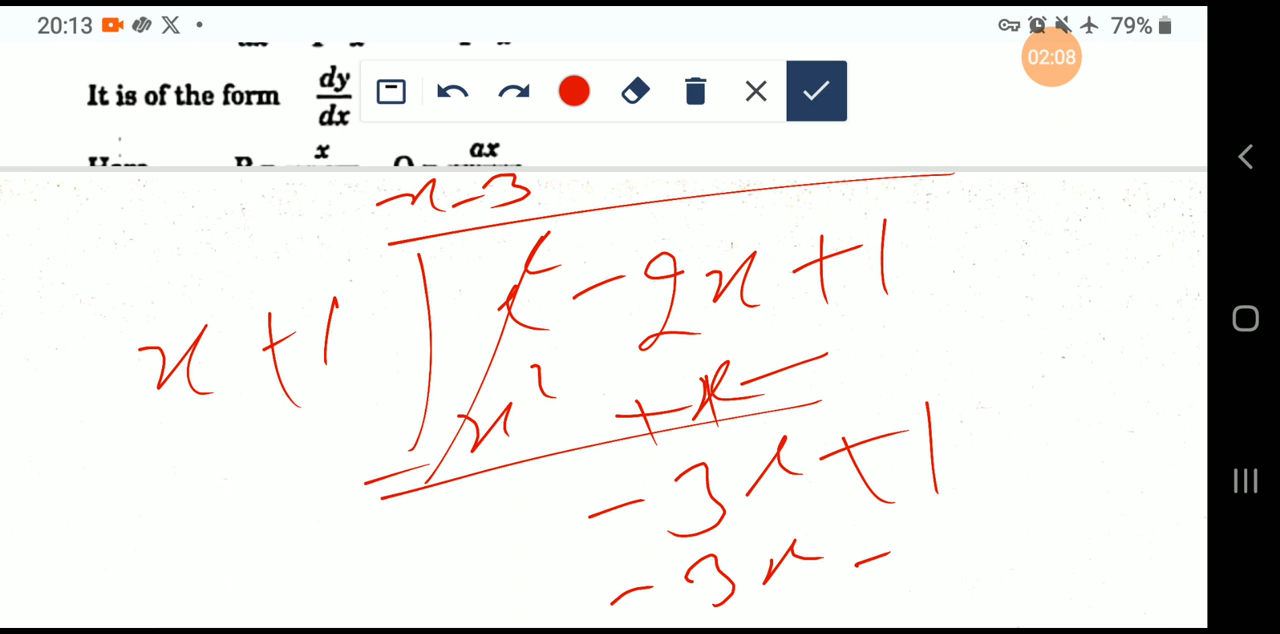 20:13 X • 79%
02:08
It is of the form dy/dx
x ax
x - 3
x + 1 x² - 2x + 1
x² + x
- 3x + 1
- 3x -